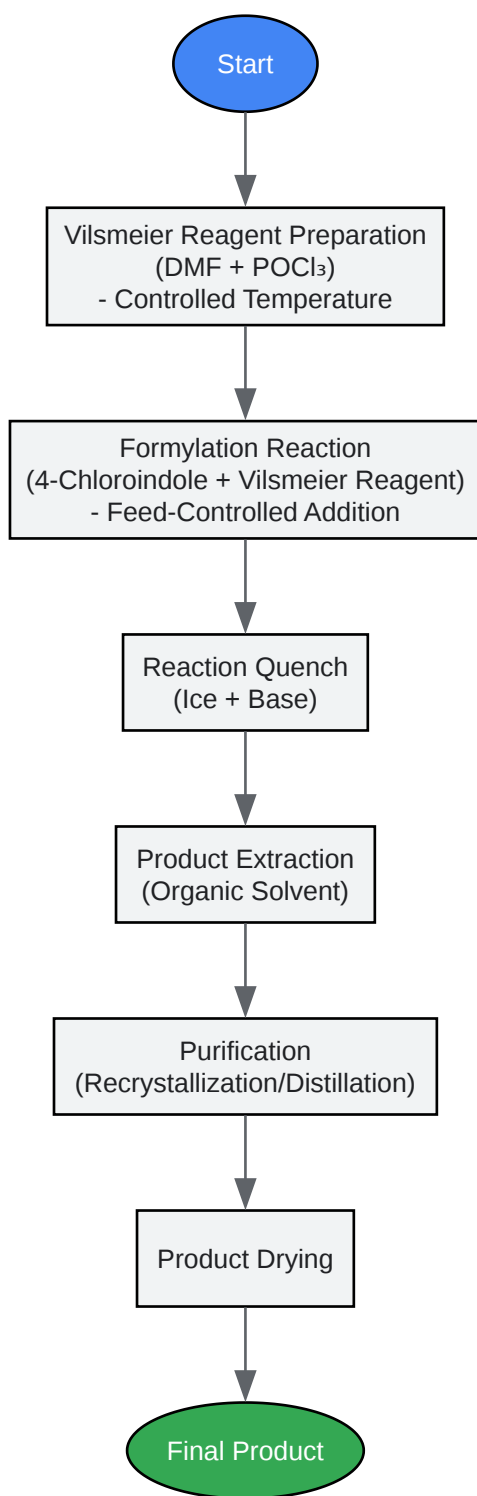 Start
Vilsmeier Reagent Preparation
(DMF + POCl₃)
- Controlled Temperature
Formylation Reaction
(4-Chloroindole + Vilsmeier Reagent)
- Feed-Controlled Addition
Reaction Quench
(Ice + Base)
Product Extraction
(Organic Solvent)
Purification
(Recrystallization/Distillation)
Product Drying
Final Product